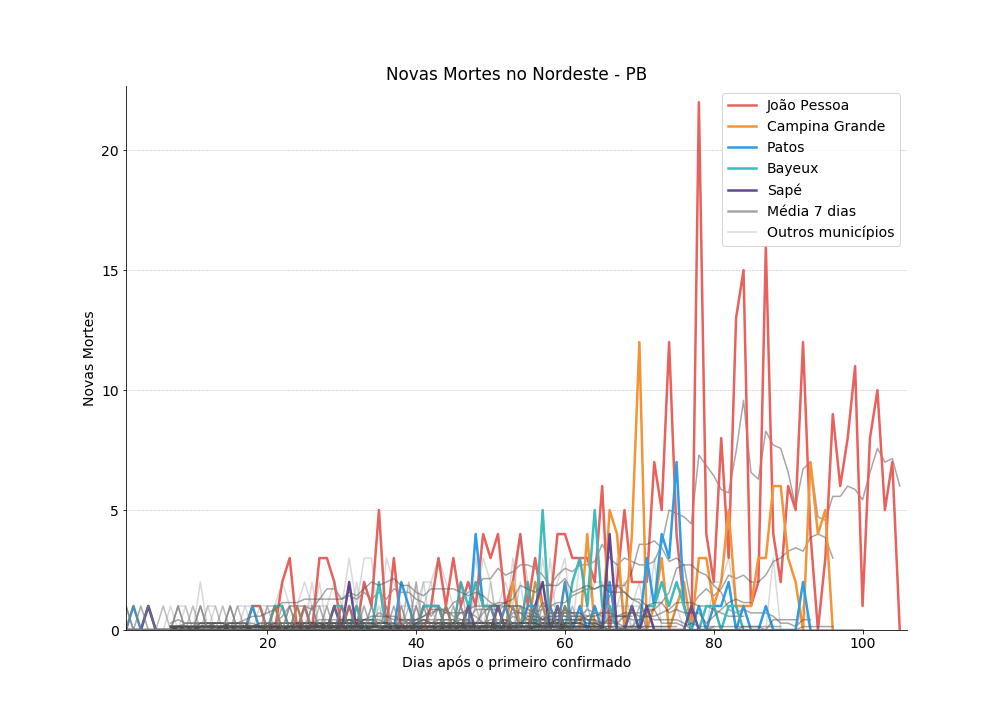 Novas Mortes no Nordeste - PB
João Pessoa
Campina Grande
Patos
Bayeux
Sapé
Média 7 dias
Outros municípios
Novas Mortes
20
15
10
5
0
20
40
60
80
100
Dias após o primeiro confirmado